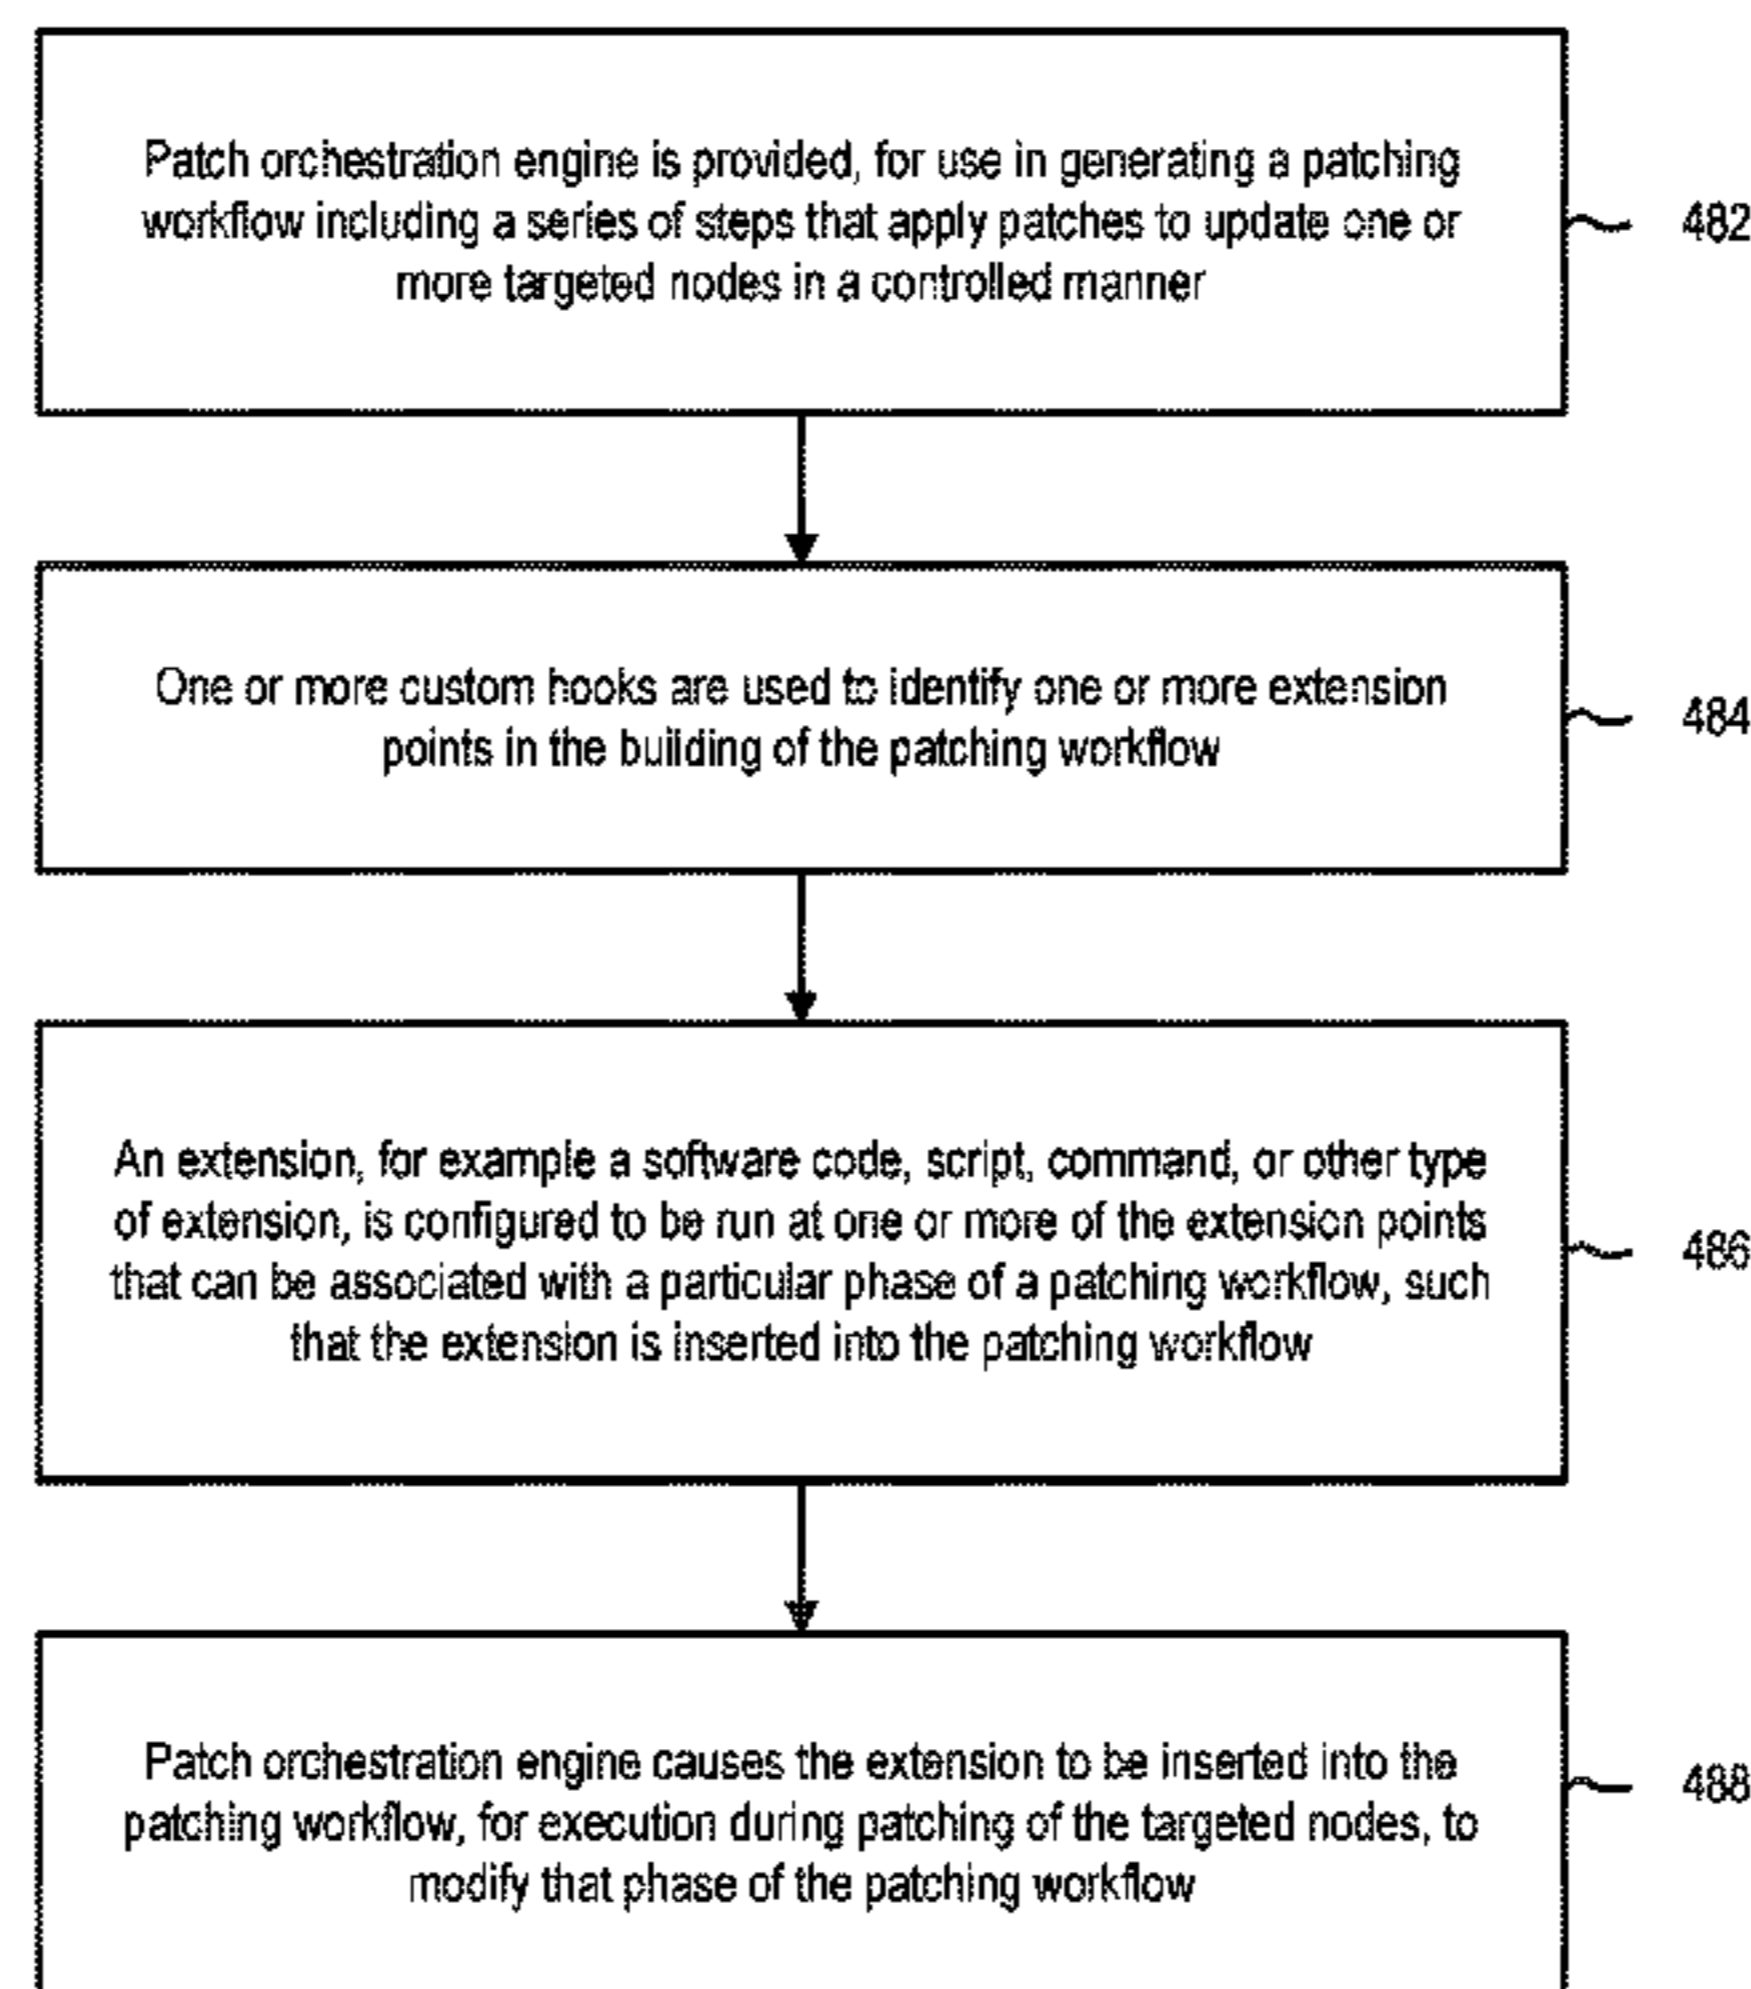 Patch orchestration engine is provided, for use in generating a patching
workflow including a series of steps that apply patches to update one or
more targeted nodes in a controlled manner
482
One or more custom hooks are used to identify one or more extension
points in the building of the patching workflow
484
An extension, for example a software code, script, command, or other type
of extension, is configured to be run at one or more of the extension points
that can be associated with a particular phase of a patching workflow, such
that the extension is inserted into the patching workflow
486
Patch orchestration engine causes the extension to be inserted into the
patching workflow, for execution during patching of the targeted nodes, to
modify that phase of the patching workflow
488